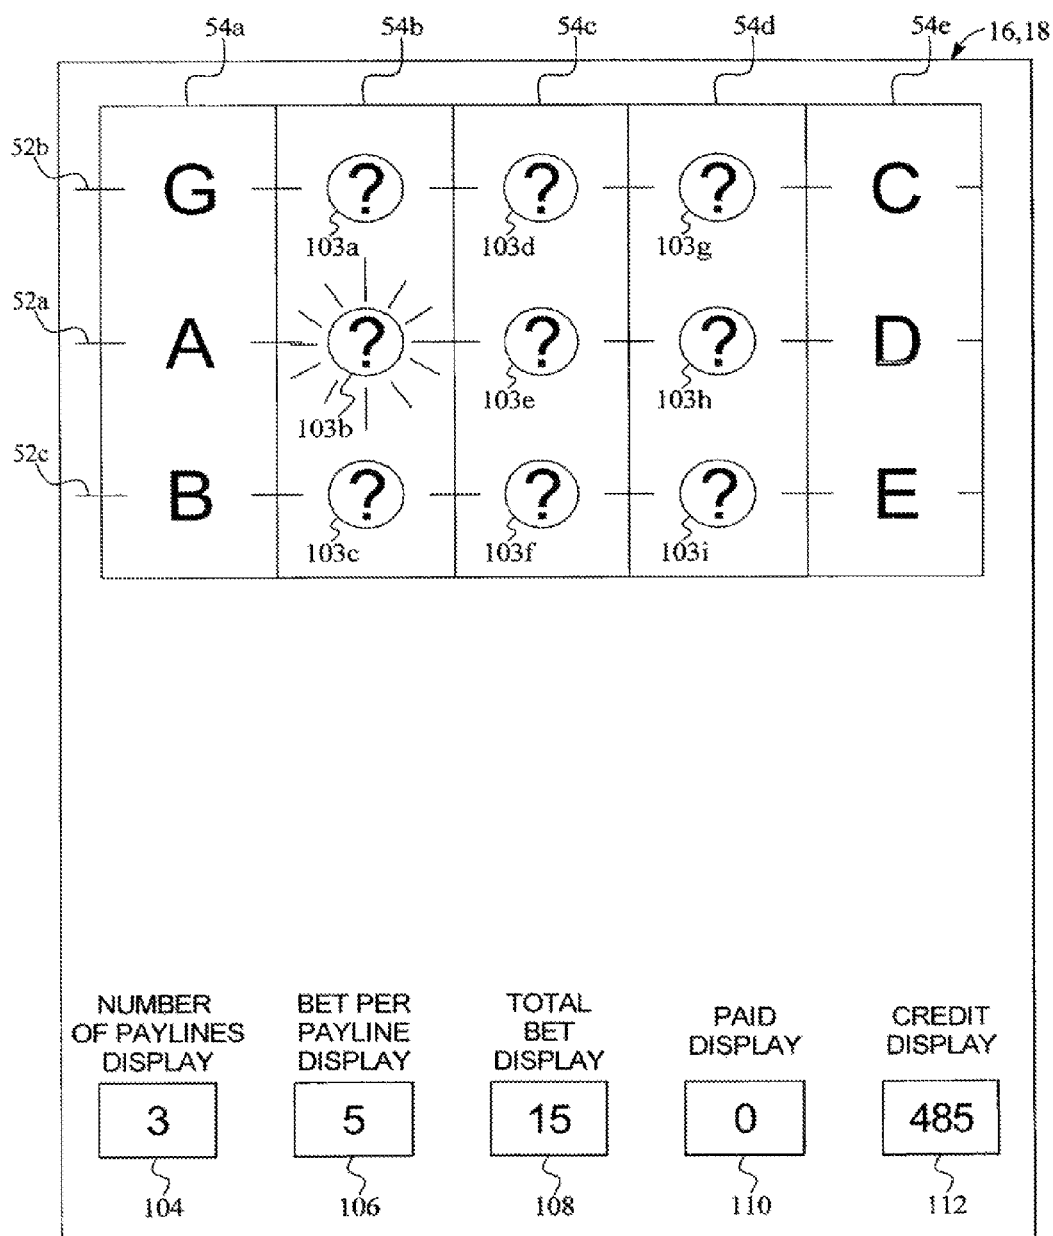 54a 54b 54c 54d 54e 16,18
52b G ? ? ? C
103a 103d 103g
52a A ? ? ? D
103b 103e 103h
52c B ? ? ? E
103c 103f 103i
NUMBER OF PAYLINES DISPLAY
BET PER PAYLINE DISPLAY
TOTAL BET DISPLAY
PAID DISPLAY
CREDIT DISPLAY
3 5 15 0 485
104 106 108 110 112